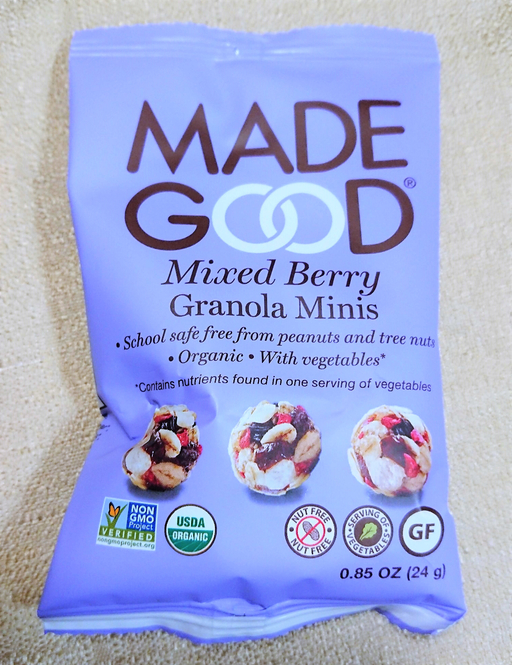 MADE
GOOD®
Mixed Berry
Granola Minis
• School safe free from peanuts and tree nuts
• Organic • With vegetables*
*Contains nutrients found in one serving of vegetables
NON
GMO
Project
VERIFIED
nongmoproject.org
USDA
ORGANIC
NUT FREE
NUT FREE
SERVING OF
VEGETABLES
GF
0.85 OZ (24 g)